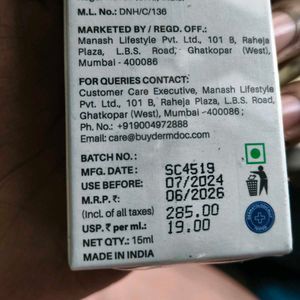 M.L. No.: DNH/C/136
MARKETED BY / REGD. OFF.:
Manash Lifestyle Pvt. Ltd., 101 B, Raheja
Plaza, L.B.S. Road, Ghatkopar (West),
Mumbai - 400086
FOR QUERIES CONTACT:
Customer Care Executive, Manash Lifestyle
Pvt. Ltd., 101 B, Raheja Plaza, L.B.S. Road,
Ghatkopar (West), Mumbai - 400086;
Ph. No.: +919004972888
Email: care@buydermdoc.com
BATCH NO.:
MFG. DATE: SC4519
USE BEFORE: 07/2024
M.R.P. ₹: 06/2026
(Incl. of all taxes) 285.00
USP. ₹ per ml.: 19.00
NET QTY.: 15ml
MADE IN INDIA